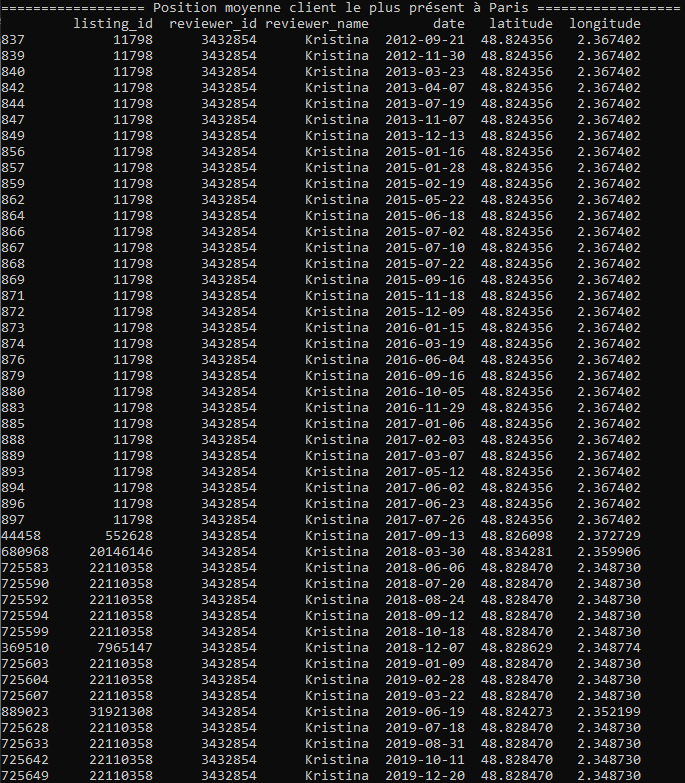 ================== Position moyenne client le plus présent à Paris ==================
listing_id reviewer_id reviewer_name date latitude longitude
837 11798 3432854 Kristina 2012-09-21 48.824356 2.367402
839 11798 3432854 Kristina 2012-11-30 48.824356 2.367402
840 11798 3432854 Kristina 2013-03-23 48.824356 2.367402
842 11798 3432854 Kristina 2013-04-07 48.824356 2.367402
844 11798 3432854 Kristina 2013-07-19 48.824356 2.367402
847 11798 3432854 Kristina 2013-11-07 48.824356 2.367402
849 11798 3432854 Kristina 2013-12-13 48.824356 2.367402
856 11798 3432854 Kristina 2015-01-16 48.824356 2.367402
857 11798 3432854 Kristina 2015-01-28 48.824356 2.367402
859 11798 3432854 Kristina 2015-02-19 48.824356 2.367402
862 11798 3432854 Kristina 2015-05-22 48.824356 2.367402
864 11798 3432854 Kristina 2015-06-18 48.824356 2.367402
866 11798 3432854 Kristina 2015-07-02 48.824356 2.367402
867 11798 3432854 Kristina 2015-07-10 48.824356 2.367402
868 11798 3432854 Kristina 2015-07-22 48.824356 2.367402
869 11798 3432854 Kristina 2015-09-16 48.824356 2.367402
871 11798 3432854 Kristina 2015-11-18 48.824356 2.367402
872 11798 3432854 Kristina 2015-12-09 48.824356 2.367402
873 11798 3432854 Kristina 2016-01-15 48.824356 2.367402
874 11798 3432854 Kristina 2016-03-19 48.824356 2.367402
876 11798 3432854 Kristina 2016-06-04 48.824356 2.367402
879 11798 3432854 Kristina 2016-09-16 48.824356 2.367402
880 11798 3432854 Kristina 2016-10-05 48.824356 2.367402
883 11798 3432854 Kristina 2016-11-29 48.824356 2.367402
885 11798 3432854 Kristina 2017-01-06 48.824356 2.367402
888 11798 3432854 Kristina 2017-02-03 48.824356 2.367402
889 11798 3432854 Kristina 2017-03-07 48.824356 2.367402
893 11798 3432854 Kristina 2017-05-12 48.824356 2.367402
894 11798 3432854 Kristina 2017-06-02 48.824356 2.367402
896 11798 3432854 Kristina 2017-06-23 48.824356 2.367402
897 11798 3432854 Kristina 2017-07-26 48.824356 2.367402
44458 552628 3432854 Kristina 2017-09-13 48.826098 2.372729
680968 20146146 3432854 Kristina 2018-03-30 48.834281 2.359906
725583 22110358 3432854 Kristina 2018-06-06 48.828470 2.348730
725590 22110358 3432854 Kristina 2018-07-20 48.828470 2.348730
725592 22110358 3432854 Kristina 2018-08-24 48.828470 2.348730
725594 22110358 3432854 Kristina 2018-09-12 48.828470 2.348730
725599 22110358 3432854 Kristina 2018-10-18 48.828470 2.348730
369510 7965147 3432854 Kristina 2018-12-07 48.828629 2.348774
725603 22110358 3432854 Kristina 2019-01-09 48.828470 2.348730
725604 22110358 3432854 Kristina 2019-02-28 48.828470 2.348730
725607 22110358 3432854 Kristina 2019-03-22 48.828470 2.348730
889023 31921308 3432854 Kristina 2019-06-19 48.824273 2.352199
725628 22110358 3432854 Kristina 2019-07-18 48.828470 2.348730
725633 22110358 3432854 Kristina 2019-08-31 48.828470 2.348730
725642 22110358 3432854 Kristina 2019-10-11 48.828470 2.348730
725649 22110358 3432854 Kristina 2019-12-20 48.828470 2.348730